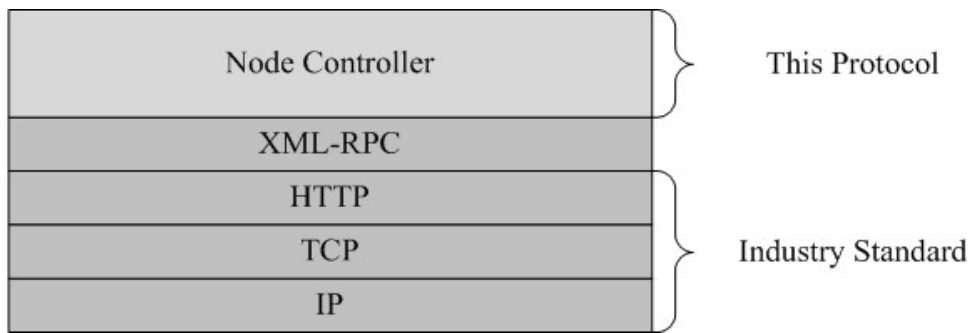 Node Controller
This Protocol
XML-RPC
HTTP
TCP
Industry Standard
IP